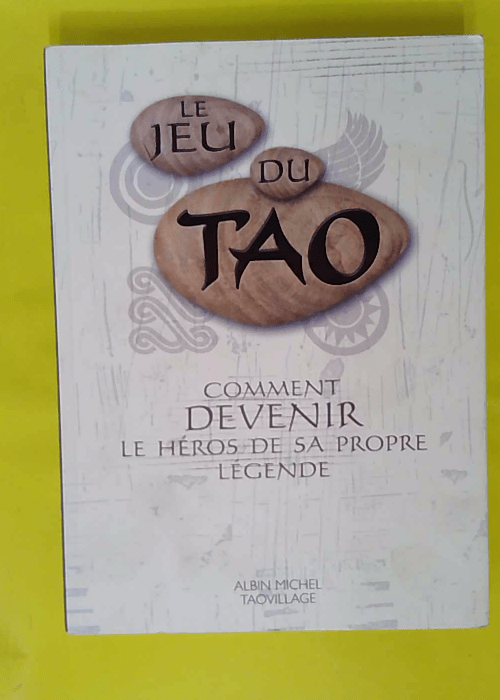 LE
JEU
DU
TAO
COMMENT
DEVENIR
LE HÉROS DE SA PROPRE
LÉGENDE
ALBIN MICHEL
TAOVILLAGE